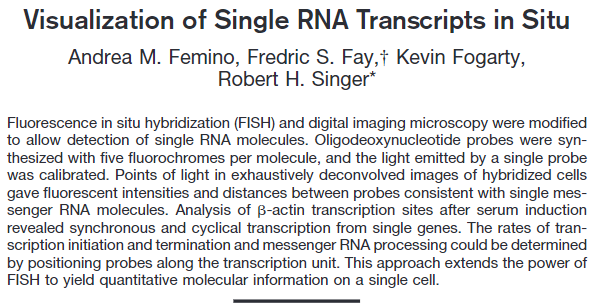 Visualization of Single RNA Transcripts in Situ
Andrea M. Femino, Fredric S. Fay,† Kevin Fogarty,
Robert H. Singer*
Fluorescence in situ hybridization (FISH) and digital imaging microscopy were modified
to allow detection of single RNA molecules. Oligodeoxynucleotide probes were syn-
thesized with five fluorochromes per molecule, and the light emitted by a single probe
was calibrated. Points of light in exhaustively deconvolved images of hybridized cells
gave fluorescent intensities and distances between probes consistent with single mes-
senger RNA molecules. Analysis of β-actin transcription sites after serum induction
revealed synchronous and cyclical transcription from single genes. The rates of tran-
scription initiation and termination and messenger RNA processing could be determined
by positioning probes along the transcription unit. This approach extends the power of
FISH to yield quantitative molecular information on a single cell.